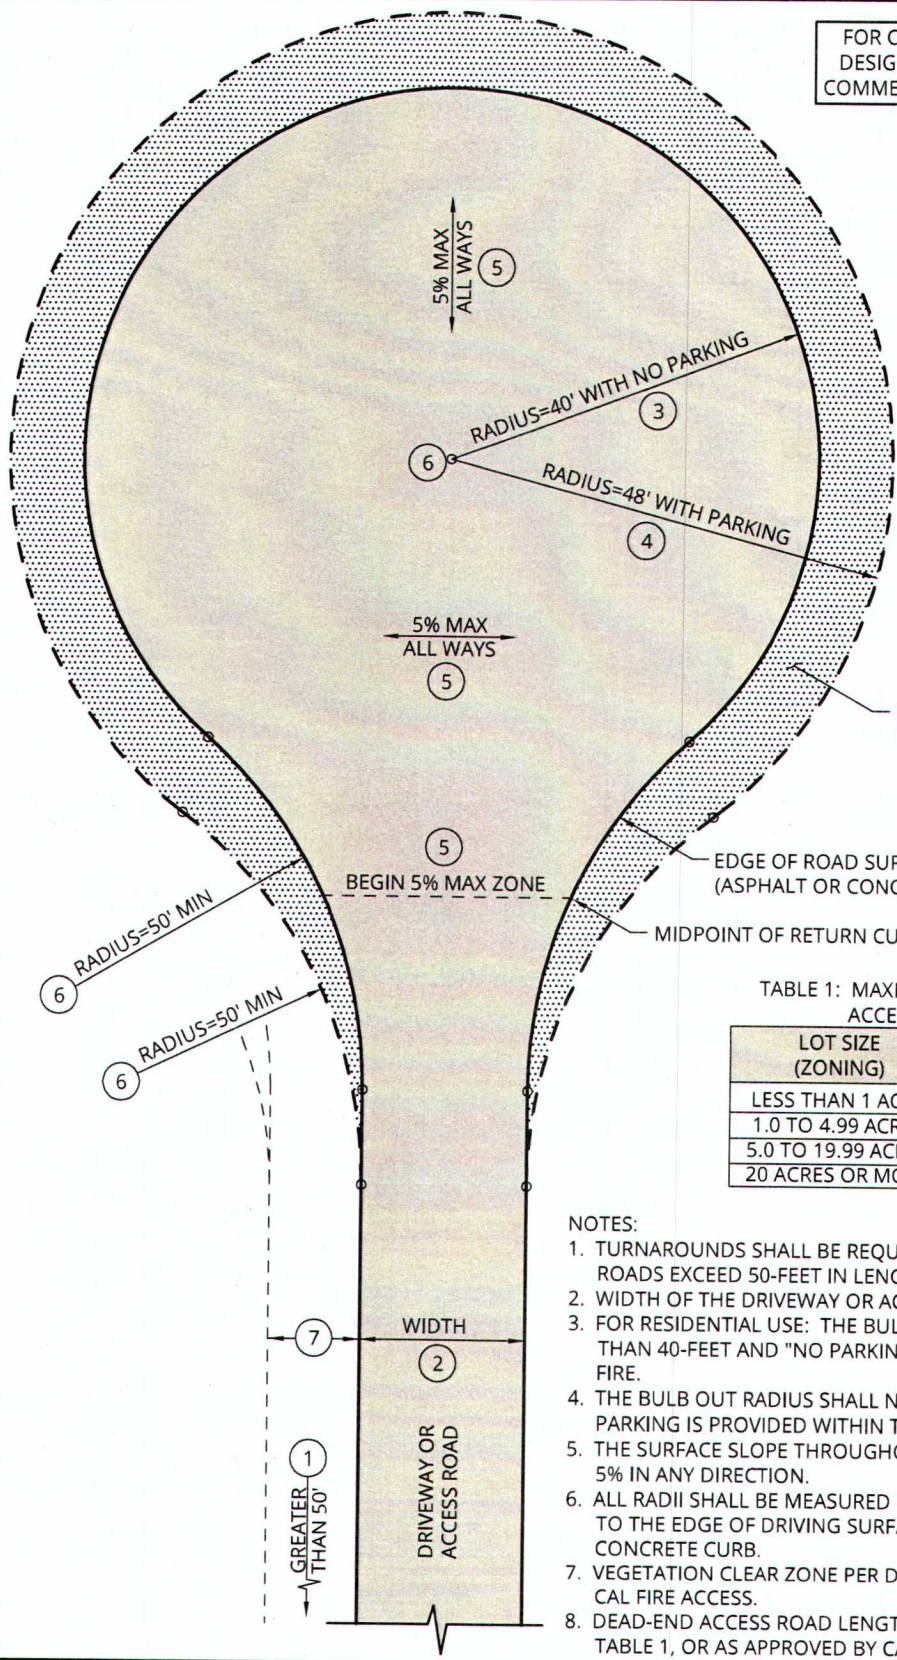 FOR
DESIG
COMME
5% MAX
ALL WAYS
5
RADIUS=40' WITH NO PARKING
3
6
RADIUS=48' WITH PARKING
4
5% MAX
ALL WAYS
5
5
BEGIN 5% MAX ZONE
EDGE OF ROAD SUR
(ASPHALT OR CONC
MIDPOINT OF RETURN CU
RADIUS=50' MIN
6
RADIUS=50' MIN
6
TABLE 1: MAXI
ACCE
LOT SIZE
(ZONING)
LESS THAN 1 AC
1.0 TO 4.99 ACR
5.0 TO 19.99 AC
20 ACRES OR MO
7
WIDTH
2
1
GREATER
THAN 50'
DRIVEWAY OR
ACCESS ROAD
NOTES:
1. TURNAROUNDS SHALL BE REQU
ROADS EXCEED 50-FEET IN LENG
2. WIDTH OF THE DRIVEWAY OR AC
3. FOR RESIDENTIAL USE: THE BUL
THAN 40-FEET AND "NO PARKIN
FIRE.
4. THE BULB OUT RADIUS SHALL N
PARKING IS PROVIDED WITHIN T
5. THE SURFACE SLOPE THROUGHO
5% IN ANY DIRECTION.
6. ALL RADII SHALL BE MEASURED
TO THE EDGE OF DRIVING SURFA
CONCRETE CURB.
7. VEGETATION CLEAR ZONE PER D
CAL FIRE ACCESS.
8. DEAD-END ACCESS ROAD LENGT
TABLE 1, OR AS APPROVED BY CA